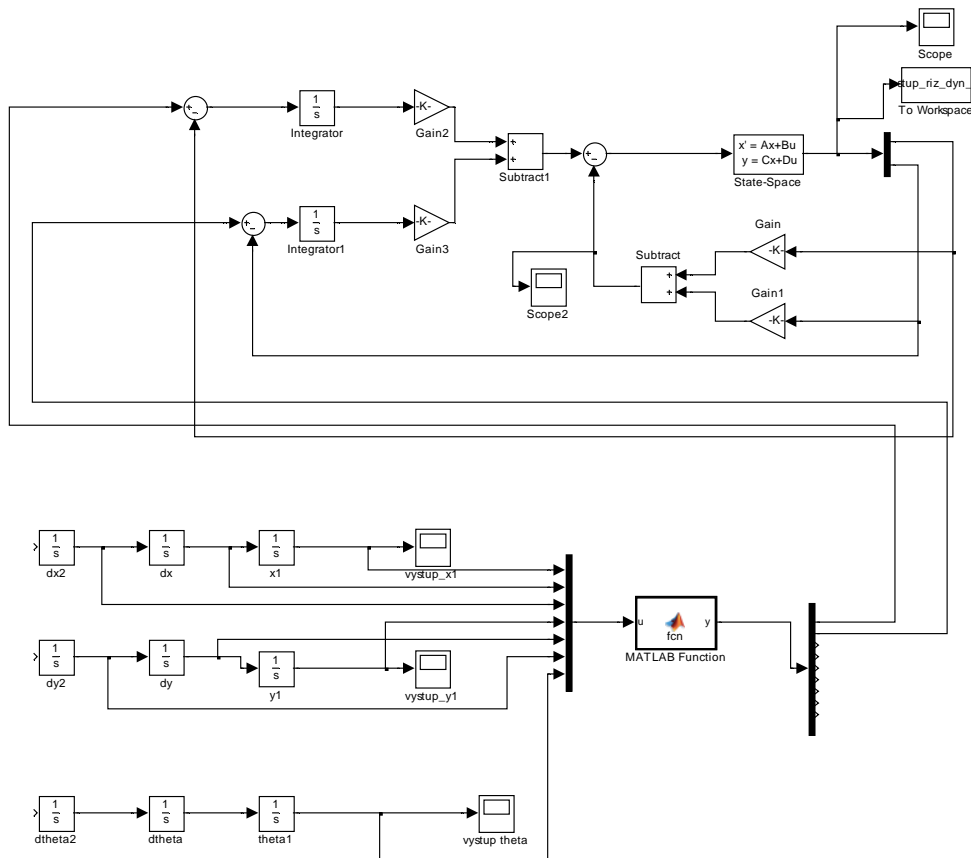 Scope
stup_riz_dyn_
To Workspace
+
-
1
s
Integrator
-K-
Gain2
+
+
Subtract1
+
-
x' = Ax+Bu
y = Cx+Du
State-Space
+
-
1
s
Integrator1
-K-
Gain3
Gain
-K-
Subtract
+
+
Gain1
-K-
Scope2
1
s
dx2
1
s
dx
1
s
x1
vystup_x1
u
fcn
y
MATLAB Function
1
s
dy2
1
s
dy
1
s
y1
vystup_y1
1
s
dtheta2
1
s
dtheta
1
s
theta1
vystup theta